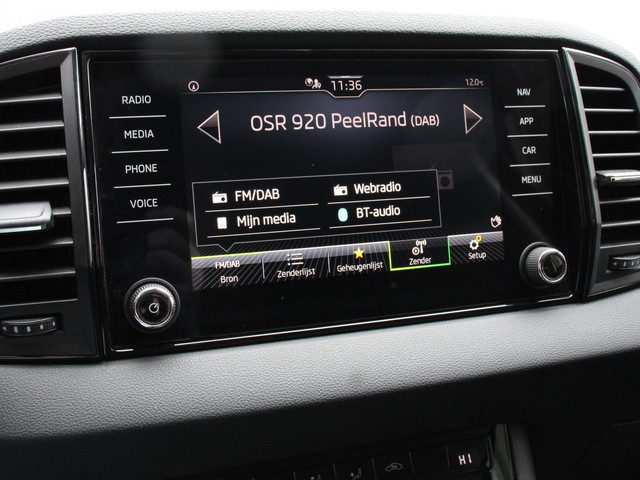 11:36
12.0°C
RADIO
MEDIA
PHONE
VOICE
OSR 920 PeelRand (DAB)
NAV
APP
CAR
MENU
FM/DAB
Webradio
Mijn media
BT-audio
FM/DAB
Bron
Zenderlijst
Geheugenlijst
Zender
Setup
HI